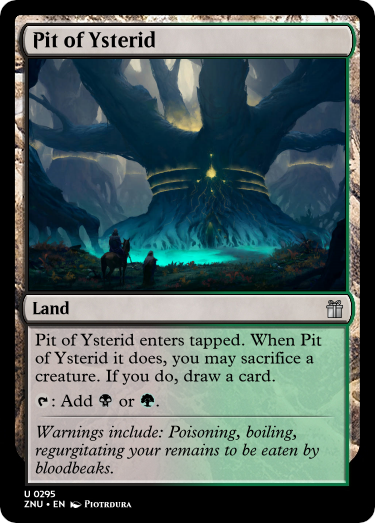 Pit of Ysterid
Land
Pit of Ysterid enters tapped. When Pit
of Ysterid it does, you may sacrifice a
creature. If you do, draw a card.
: Add or .
Warnings include: Poisoning, boiling,
regurgitating your remains to be eaten by
bloodbeaks.
U 0295
ZNU • EN Piotrdura